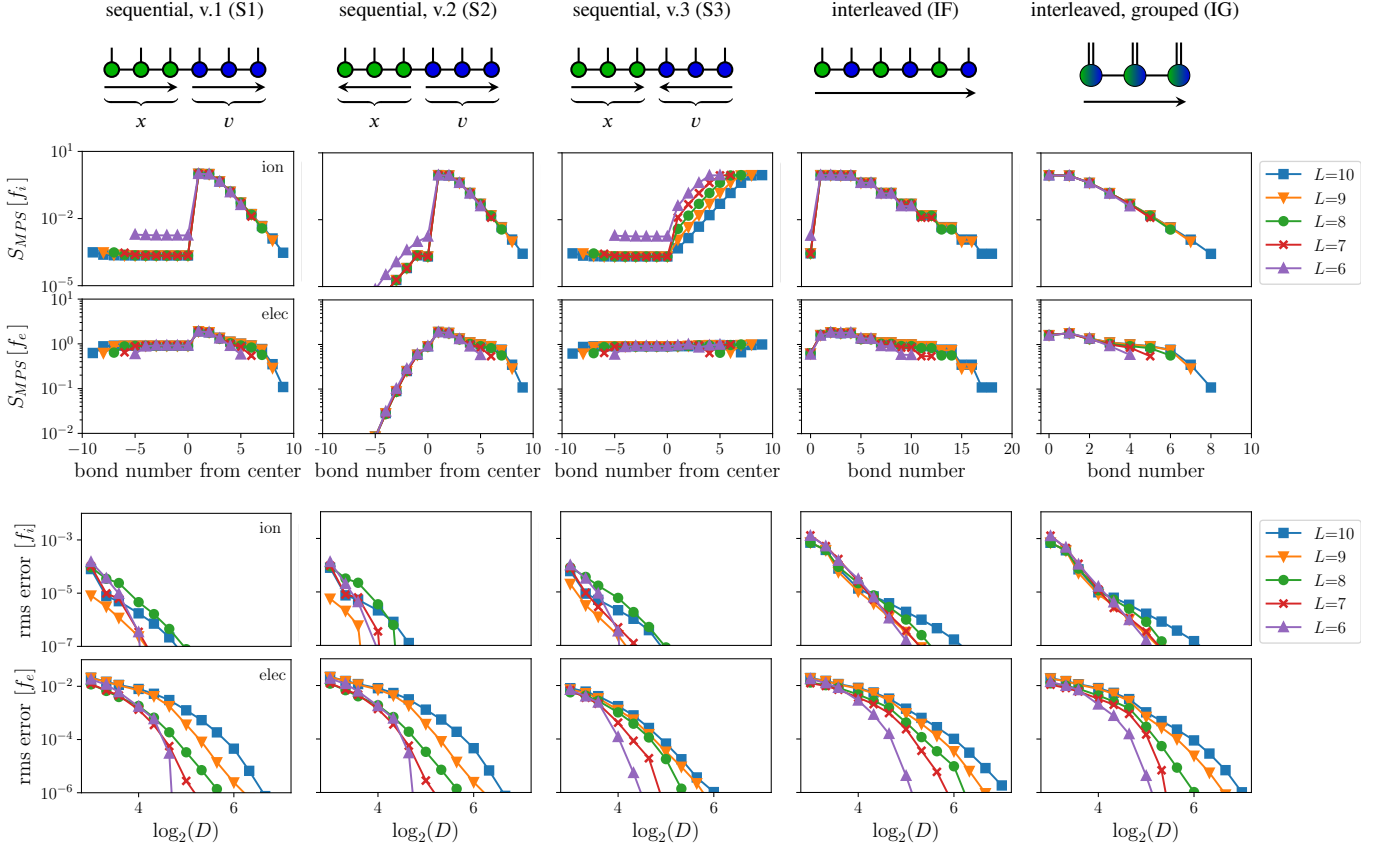 sequential, v.1 (S1) sequential, v.2 (S2) sequential, v.3 (S3) interleaved (IF) interleaved, grouped (IG)
x v x v x v
10^1 ion
10^{-2}
10^{-5}
S_{MPS} [f_i]
L=10
L=9
L=8
L=7
L=6
10^1 elec
10^0
10^{-1}
10^{-2}
S_{MPS} [f_e]
−10 −5 0 5 10 −10 −5 0 5 10 −10 −5 0 5 10 0 5 10 15 20 0 2 4 6 8 10
bond number from center bond number from center bond number from center bond number bond number
10^{-3} ion
10^{-5}
10^{-7}
rms error [f_i]
L=10
L=9
L=8
L=7
L=6
10^{-2} elec
10^{-4}
10^{-6}
rms error [f_e]
4 6 4 6 4 6 4 6 4 6
log_2(D) log_2(D) log_2(D) log_2(D) log_2(D)